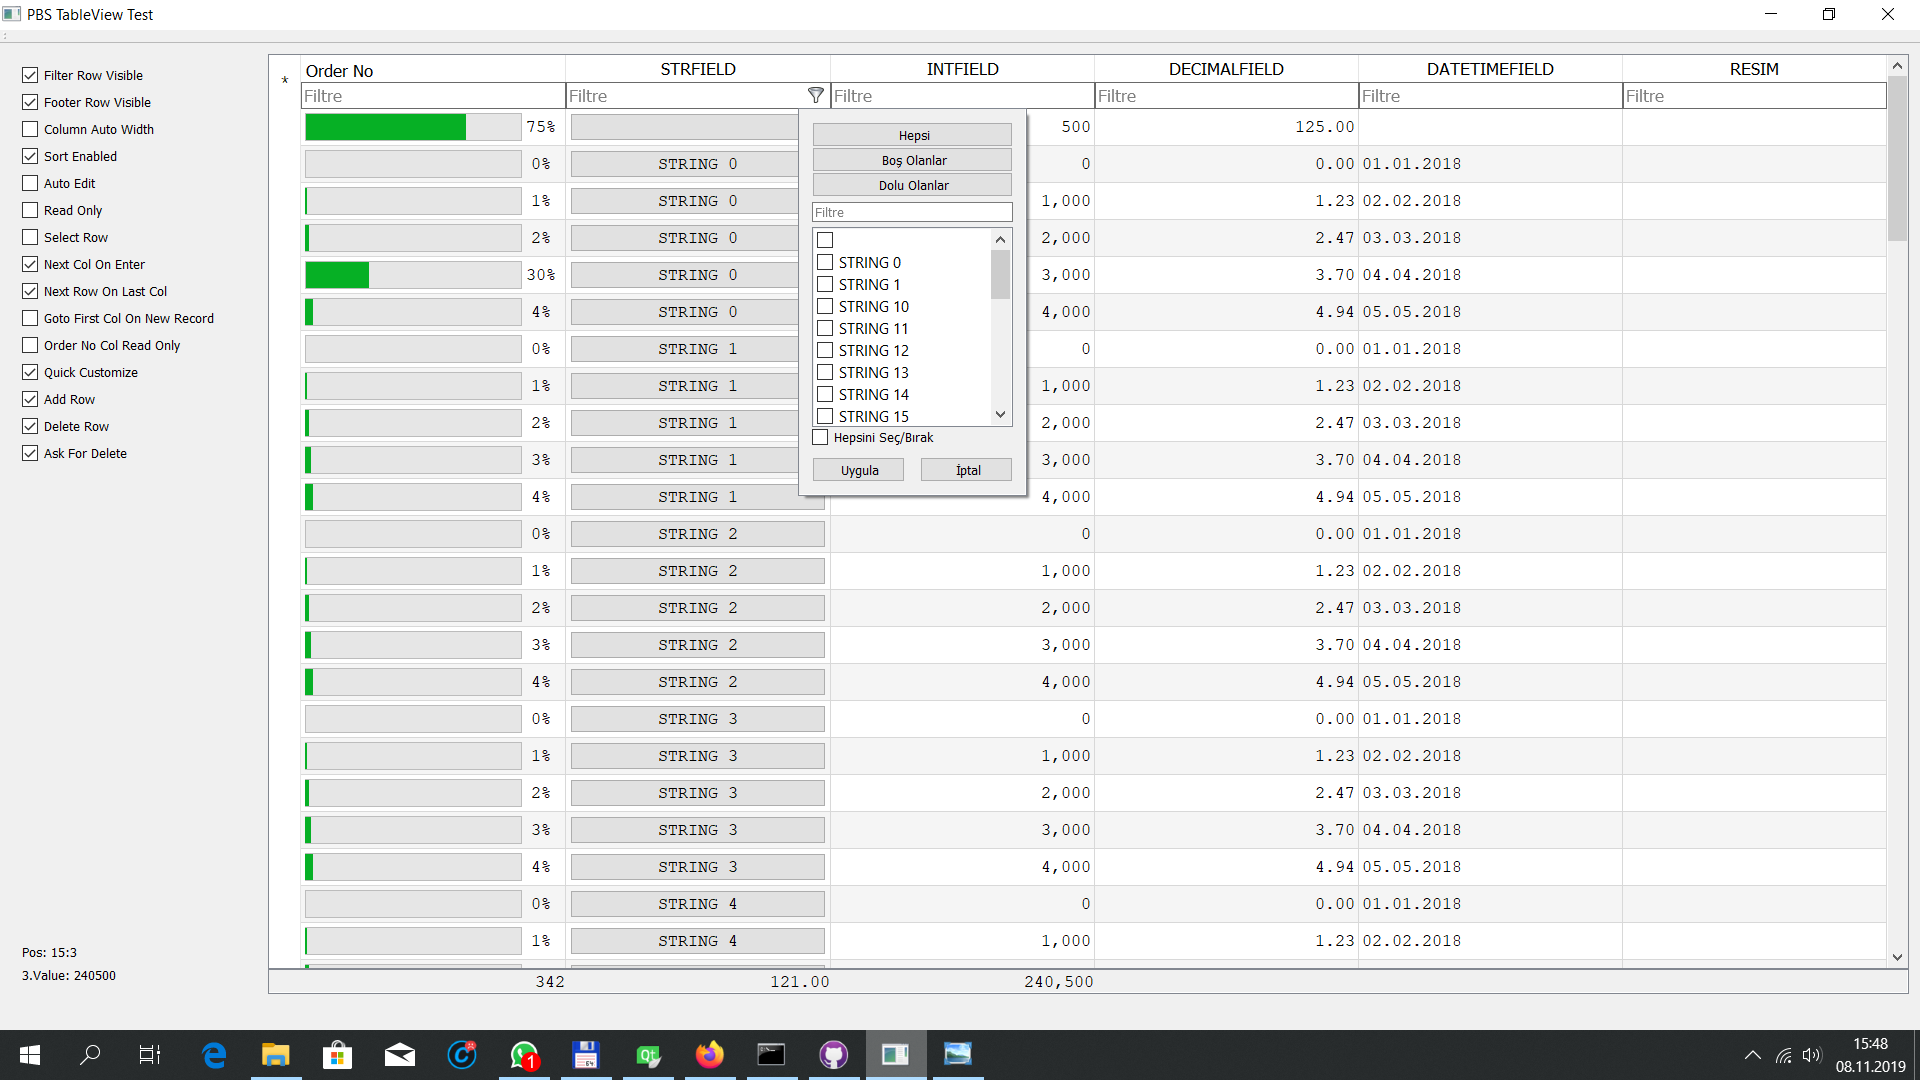 PBS TableView Test
Filter Row Visible
Footer Row Visible
Column Auto Width
Sort Enabled
Auto Edit
Read Only
Select Row
Next Col On Enter
Next Row On Last Col
Goto First Col On New Record
Order No Col Read Only
Quick Customize
Add Row
Delete Row
Ask For Delete
Pos: 15:3
3.Value: 240500
* Order No STRFIELD INTFIELD DECIMALFIELD DATETIMEFIELD RESIM
Filtre Filtre Filtre Filtre Filtre Filtre
75% 500 125.00
0% STRING 0 0 0.00 01.01.2018
1% STRING 0 1,000 1.23 02.02.2018
2% STRING 0 2,000 2.47 03.03.2018
30% STRING 0 3,000 3.70 04.04.2018
4% STRING 0 4,000 4.94 05.05.2018
0% STRING 1 0 0.00 01.01.2018
1% STRING 1 1,000 1.23 02.02.2018
2% STRING 1 2,000 2.47 03.03.2018
3% STRING 1 3,000 3.70 04.04.2018
4% STRING 1 4,000 4.94 05.05.2018
0% STRING 2 0 0.00 01.01.2018
1% STRING 2 1,000 1.23 02.02.2018
2% STRING 2 2,000 2.47 03.03.2018
3% STRING 2 3,000 3.70 04.04.2018
4% STRING 2 4,000 4.94 05.05.2018
0% STRING 3 0 0.00 01.01.2018
1% STRING 3 1,000 1.23 02.02.2018
2% STRING 3 2,000 2.47 03.03.2018
3% STRING 3 3,000 3.70 04.04.2018
4% STRING 3 4,000 4.94 05.05.2018
0% STRING 4 0 0.00 01.01.2018
1% STRING 4 1,000 1.23 02.02.2018
342 121.00 240,500
Hepsi
Boş Olanlar
Dolu Olanlar
Filtre
STRING 0
STRING 1
STRING 10
STRING 11
STRING 12
STRING 13
STRING 14
STRING 15
Hepsini Seç/Bırak
Uygula İptal
1
64
Qt
15:48
08.11.2019